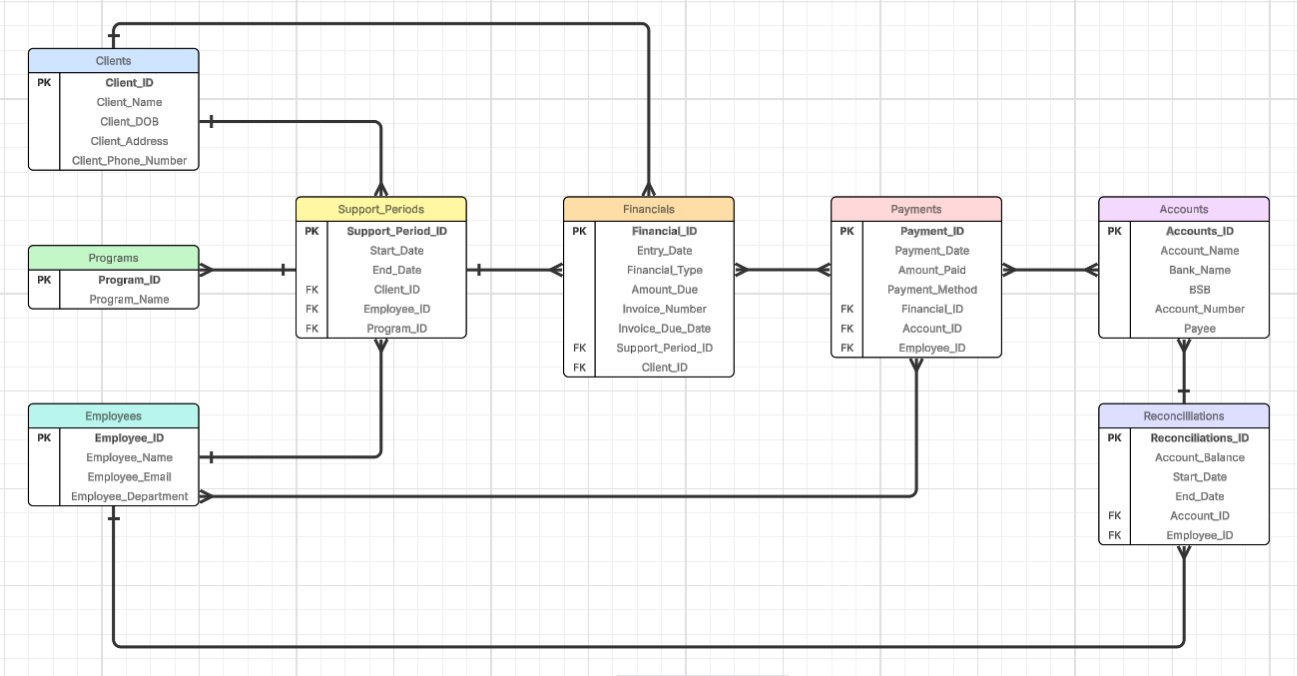 Clients
PK Client_ID
Client_Name
Client_DOB
Client_Address
Client_Phone_Number
Programs
PK Program_ID
Program_Name
Employees
PK Employee_ID
Employee_Name
Employee_Email
Employee_Department
Support_Periods
PK Support_Period_ID
Start_Date
End_Date
FK Client_ID
FK Employee_ID
FK Program_ID
Financials
PK Financial_ID
Entry_Date
Financial_Type
Amount_Due
Invoice_Number
Invoice_Due_Date
FK Support_Period_ID
FK Client_ID
Payments
PK Payment_ID
Payment_Date
Amount_Paid
Payment_Method
FK Financial_ID
FK Account_ID
FK Employee_ID
Accounts
PK Accounts_ID
Account_Name
Bank_Name
BSB
Account_Number
Payee
Reconcilliations
PK Reconciliations_ID
Account_Balance
Start_Date
End_Date
FK Account_ID
FK Employee_ID